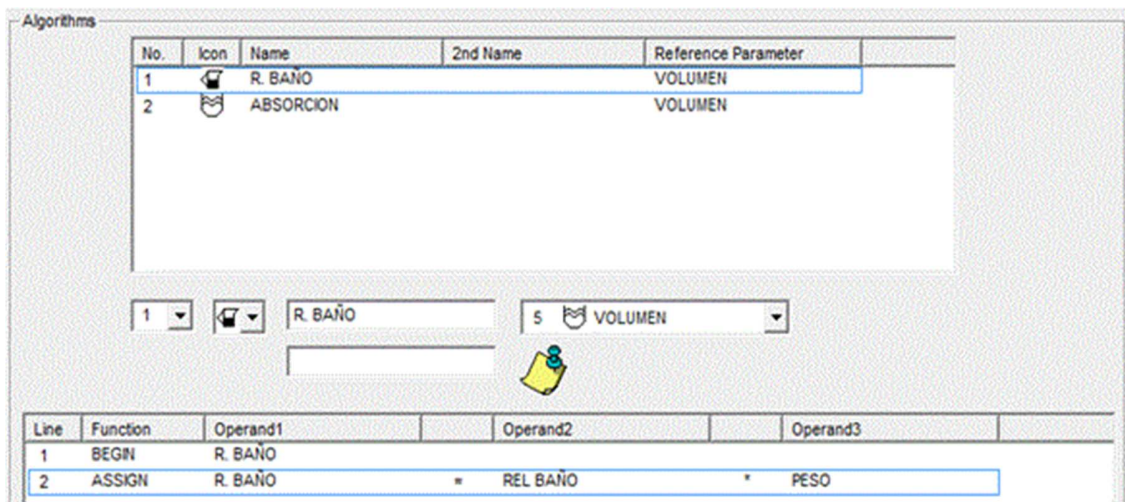 Algorithms
No. Icon Name 2nd Name Reference Parameter
1 R. BAÑO VOLUMEN
2 ABSORCION VOLUMEN
1 R. BAÑO 5 VOLUMEN
Line Function Operand1 Operand2 Operand3
1 BEGIN R. BAÑO
2 ASSIGN R. BAÑO = REL BAÑO * PESO